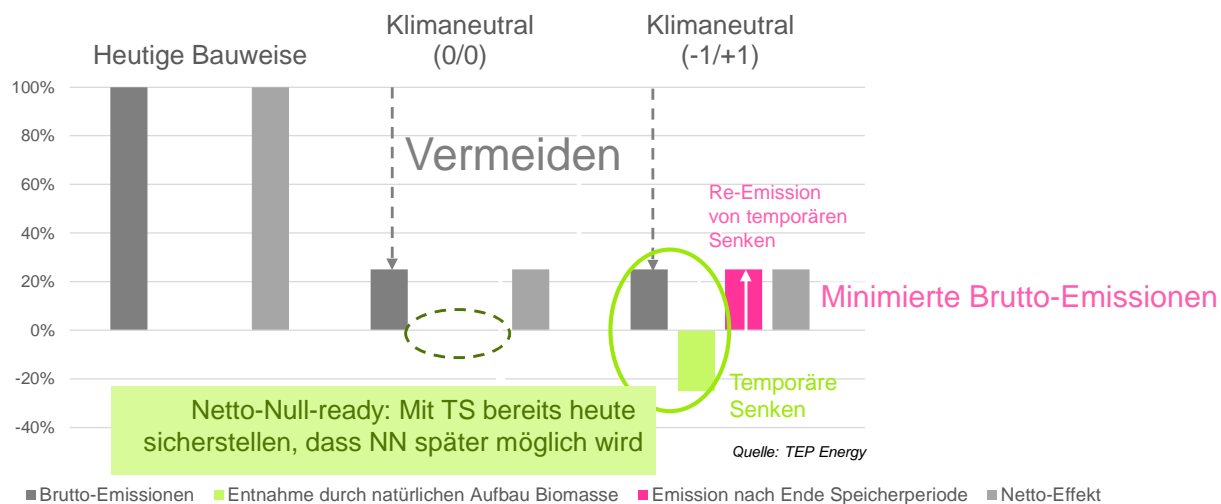 Heutige Bauweise
Klimaneutral
(0/0)
Klimaneutral
(-1/+1)
100%
80%
60%
40%
20%
0%
-20%
-40%
Vermeiden
Re-Emission
von temporären
Senken
Minimierte Brutto-Emissionen
Temporäre
Senken
Netto-Null-ready: Mit TS bereits heute
sicherstellen, dass NN später möglich wird
Quelle: TEP Energy
Brutto-Emissionen
Entnahme durch natürlichen Aufbau Biomasse
Emission nach Ende Speicherperiode
Netto-Effekt